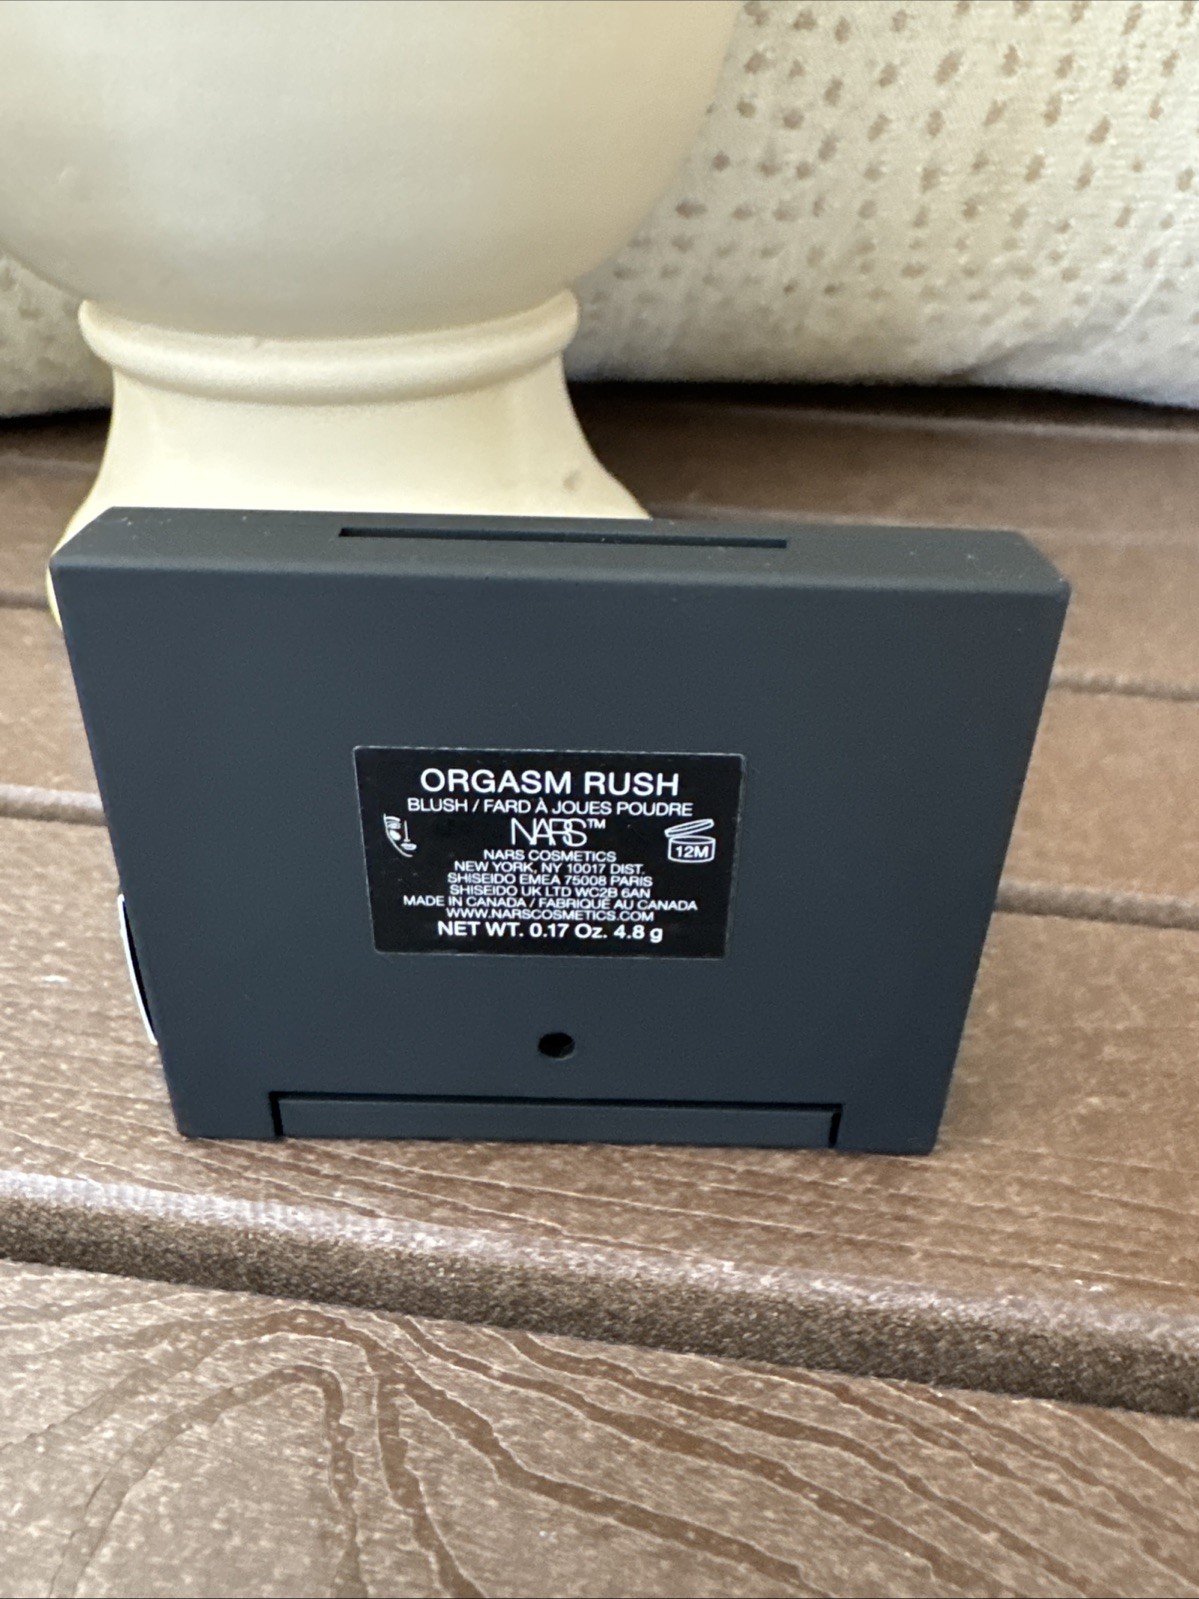 ORGASM RUSH
BLUSH / FARD À JOUES POUDRE
NARS™
12M
NARS COSMETICS
NEW YORK, NY 10017 DIST.
SHISEIDO EMEA 75008 PARIS
SHISEIDO UK LTD WC2B 6AN
MADE IN CANADA / FABRIQUÉ AU CANADA
WWW.NARSCOSMETICS.COM
NET WT. 0.17 Oz. 4.8 g